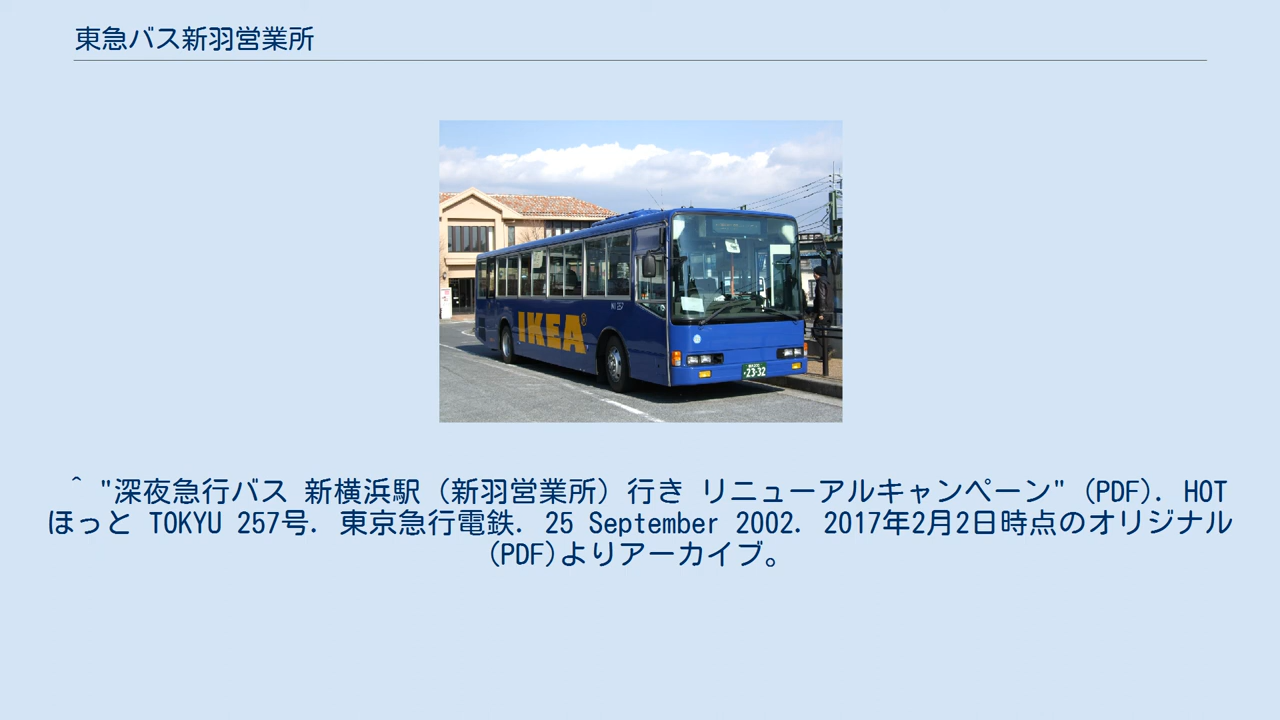 東急バス新羽営業所
IKEA
23-32
^ "深夜急行バス 新横浜駅（新羽営業所）行き リニューアルキャンペーン" (PDF). HOT
ほっと TOKYU 257号. 東京急行電鉄. 25 September 2002. 2017年2月2日時点のオリジナル
(PDF)よりアーカイブ。